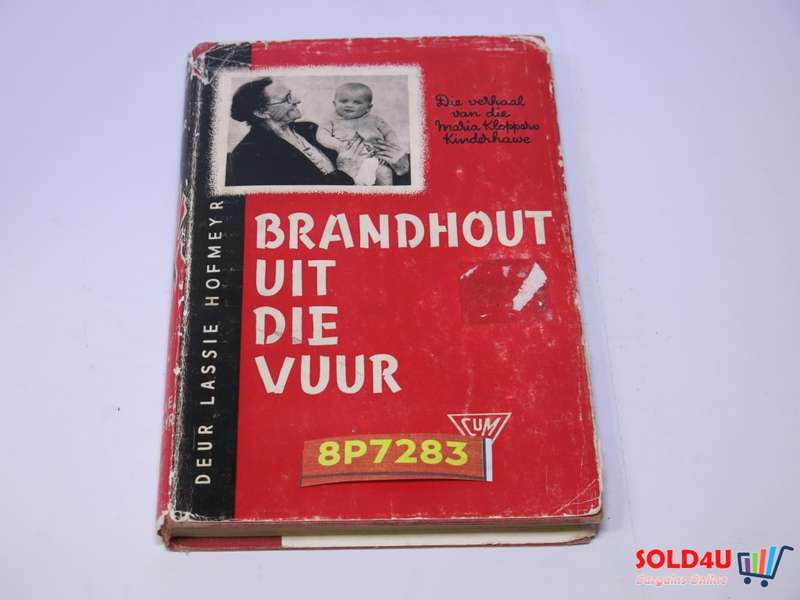 Die verhaal
van die
Maria Kloppers
Kinderhawe
BRANDHOUT
UIT
DIE
VUUR
DEUR LASSIE HOFMEYR
CUM
8P7283
SOLD4U
Bargains Online